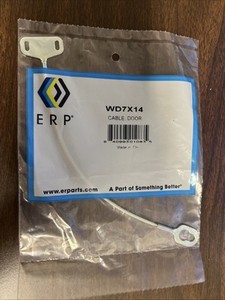 ERP®
WD7X14
CABLE, DOOR
www.erparts.com
A Part of Something Better®